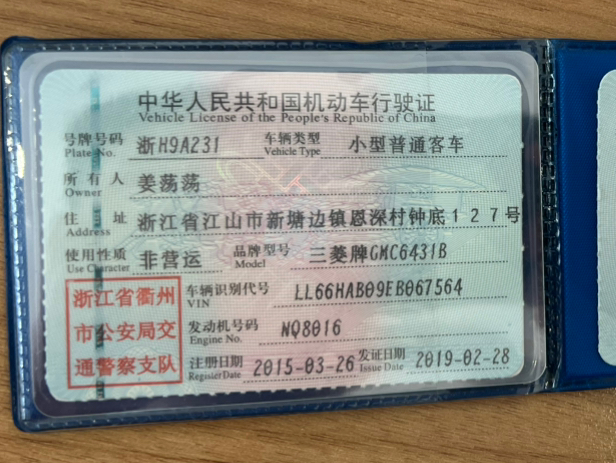 中华人民共和国机动车行驶证
Vehicle License of the People's Republic of China
号牌号码 浙H9A231 车辆类型 小型普通客车
Plate No. Vehicle Type
所有人 姜荡荡
Owner
住址 浙江省江山市新塘边镇恩深村钟底127号
Address
使用性质 非营运 品牌型号 三菱牌GMC6431B
Use Character Model
浙江省衢州 车辆识别代号 LL66HAB09EB067564
VIN
市公安局交 发动机号码 NQ8016
Engine No.
通警察支队 注册日期 2015-03-26 发证日期 2019-02-28
Register Date Issue Date